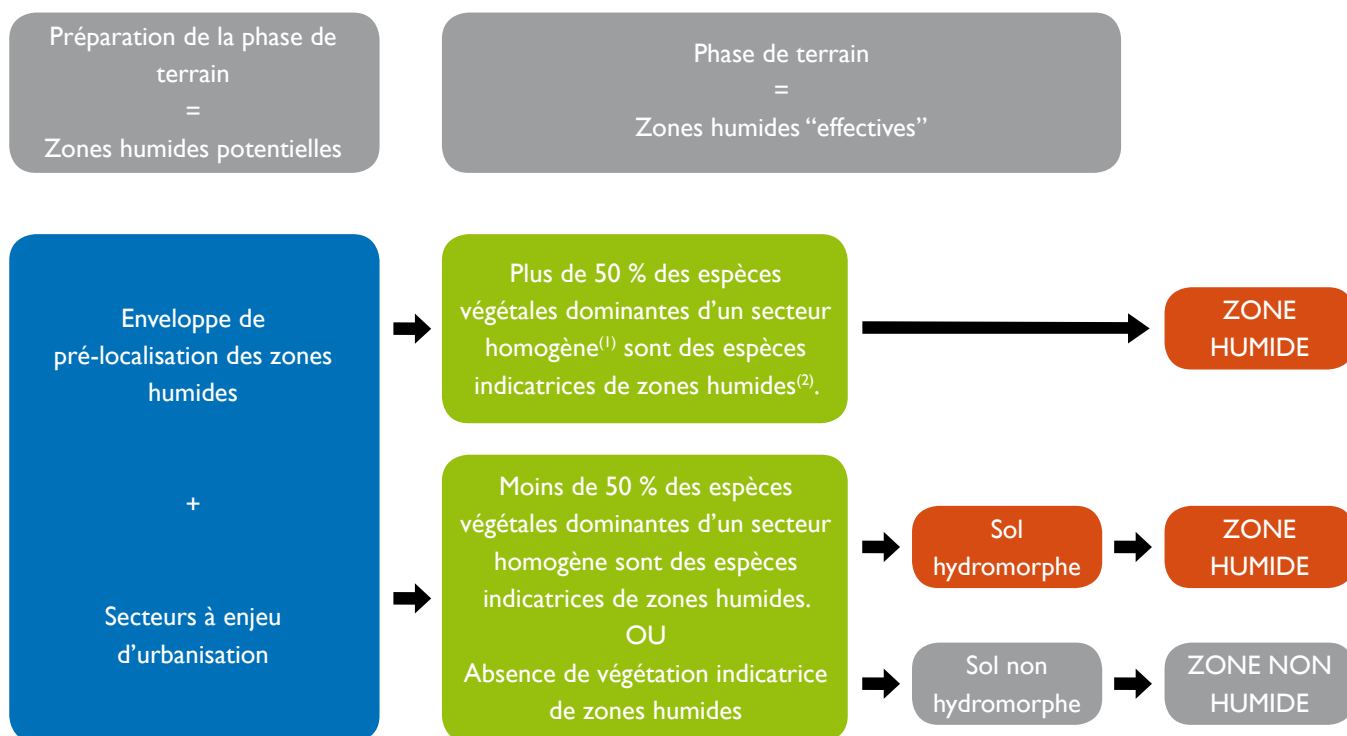 Préparation de la phase de
terrain
=
Zones humides potentielles
Phase de terrain
=
Zones humides “effectives”
Enveloppe de
pré-localisation des zones
humides
+
Secteurs à enjeu
d’urbanisation
Plus de 50 % des espèces
végétales dominantes d’un secteur
homogène(1) sont des espèces
indicatrices de zones humides(2).
ZONE
HUMIDE
Moins de 50 % des espèces
végétales dominantes d’un secteur
homogène sont des espèces
indicatrices de zones humides.
OU
Absence de végétation indicatrice
de zones humides
Sol
hydromorphe
ZONE
HUMIDE
Sol non
hydromorphe
ZONE NON
HUMIDE